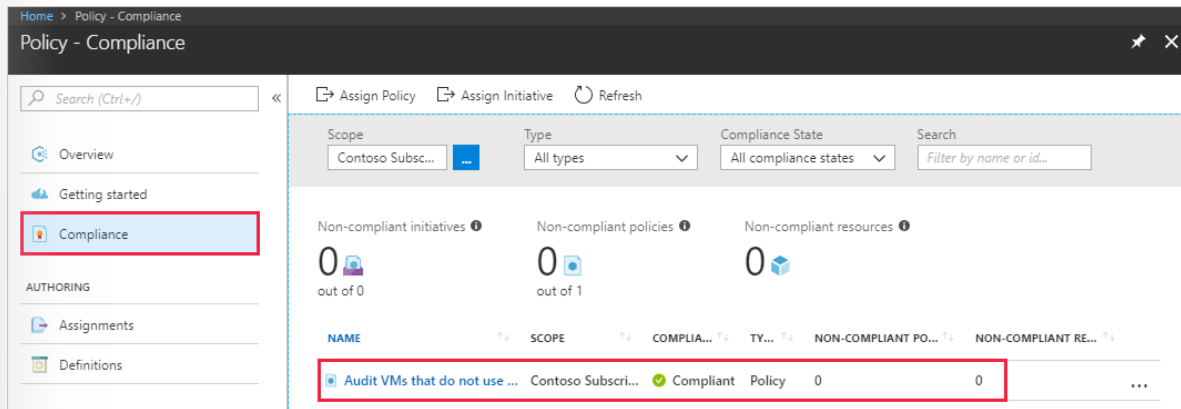 Home > Policy - Compliance
Policy - Compliance
Search (Ctrl+/)
Overview
Getting started
Compliance
AUTHORING
Assignments
Definitions
Assign Policy Assign Initiative Refresh
Scope Type Compliance State Search
Contoso Subsc... ... All types All compliance states Filter by name or id...
Non-compliant initiatives Non-compliant policies Non-compliant resources
0 0 0
out of 0 out of 1
NAME SCOPE COMPLIA... TY... NON-COMPLIANT PO... NON-COMPLIANT RE...
Audit VMs that do not use ... Contoso Subscri... Compliant Policy 0 0 ...